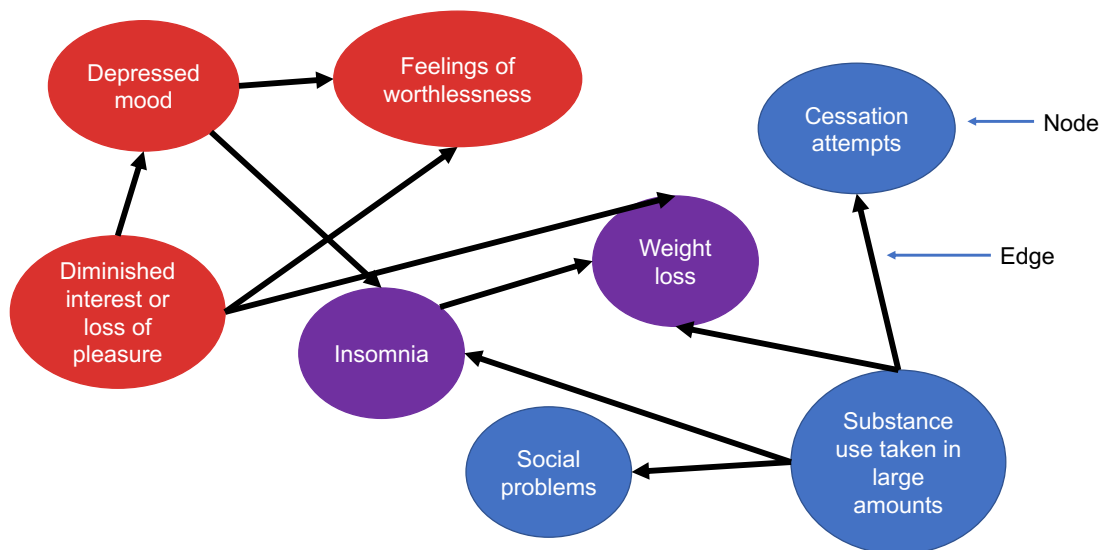 Depressed
mood
Feelings of
worthlessness
Cessation
attempts
Node
Diminished
interest or
loss of
pleasure
Weight
loss
Edge
Insomnia
Social
problems
Substance
use taken in
large
amounts